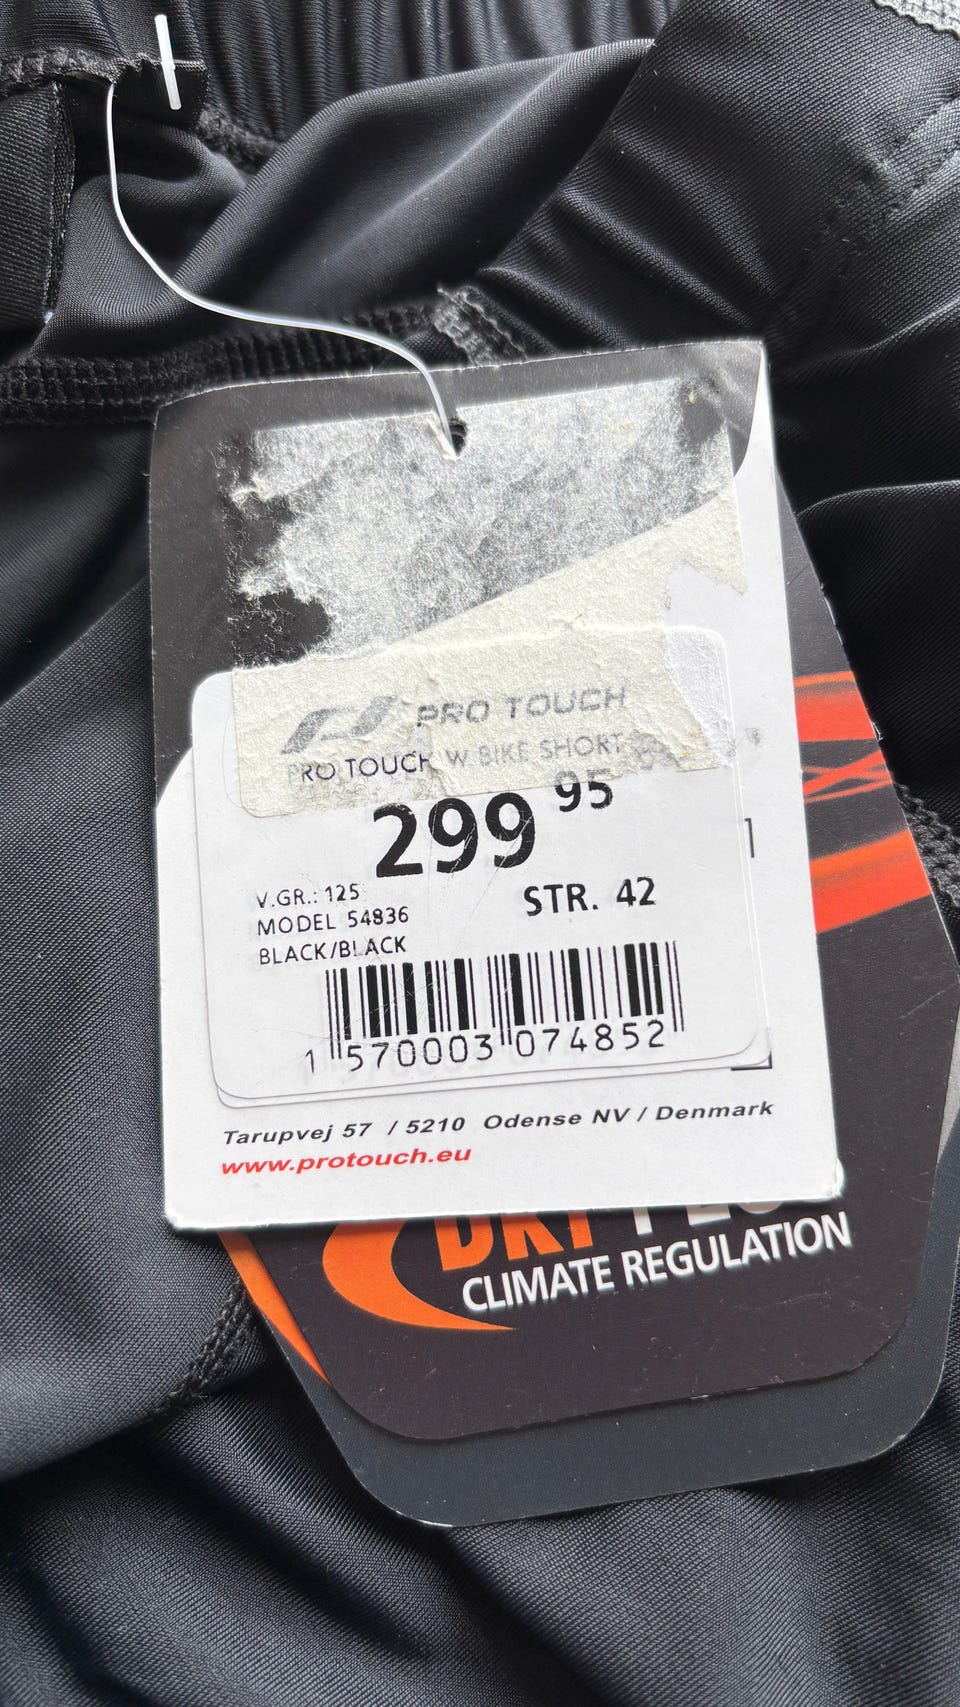 PRO TOUCH
PRO TOUCH W BIKE SHORT
299 95
V.GR.: 125
STR. 42
MODEL 54836
BLACK/BLACK
1 570003 074852
Tarupvej 57 / 5210 Odense NV / Denmark
www.protouch.eu
CLIMATE REGULATION